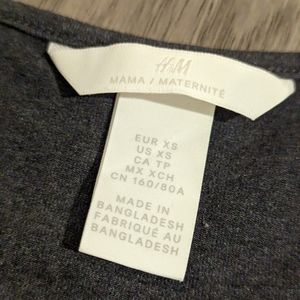 H&M
MAMA / MATERNITÉ
EUR XS
US XS
CA TP
MX XCH
CN 160/80A
MADE IN
BANGLADESH
FABRIQUÉ AU
BANGLADESH